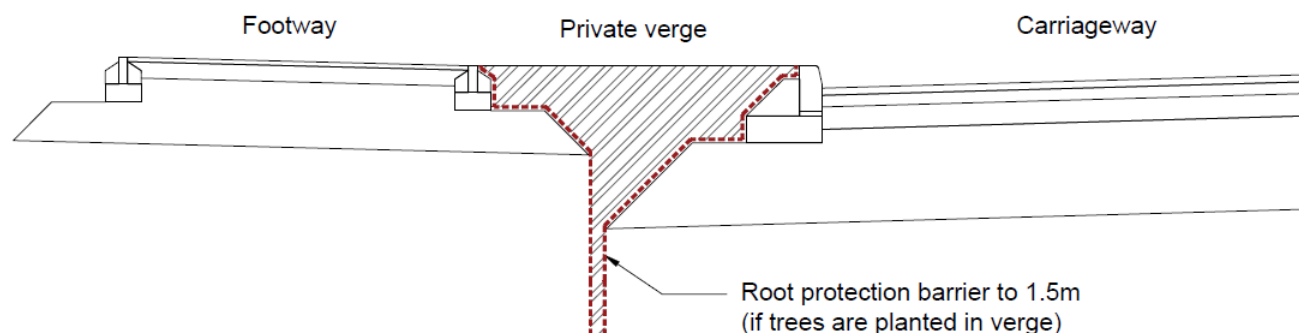 Footway
Private verge
Carriageway
Root protection barrier to 1.5m
(if trees are planted in verge)